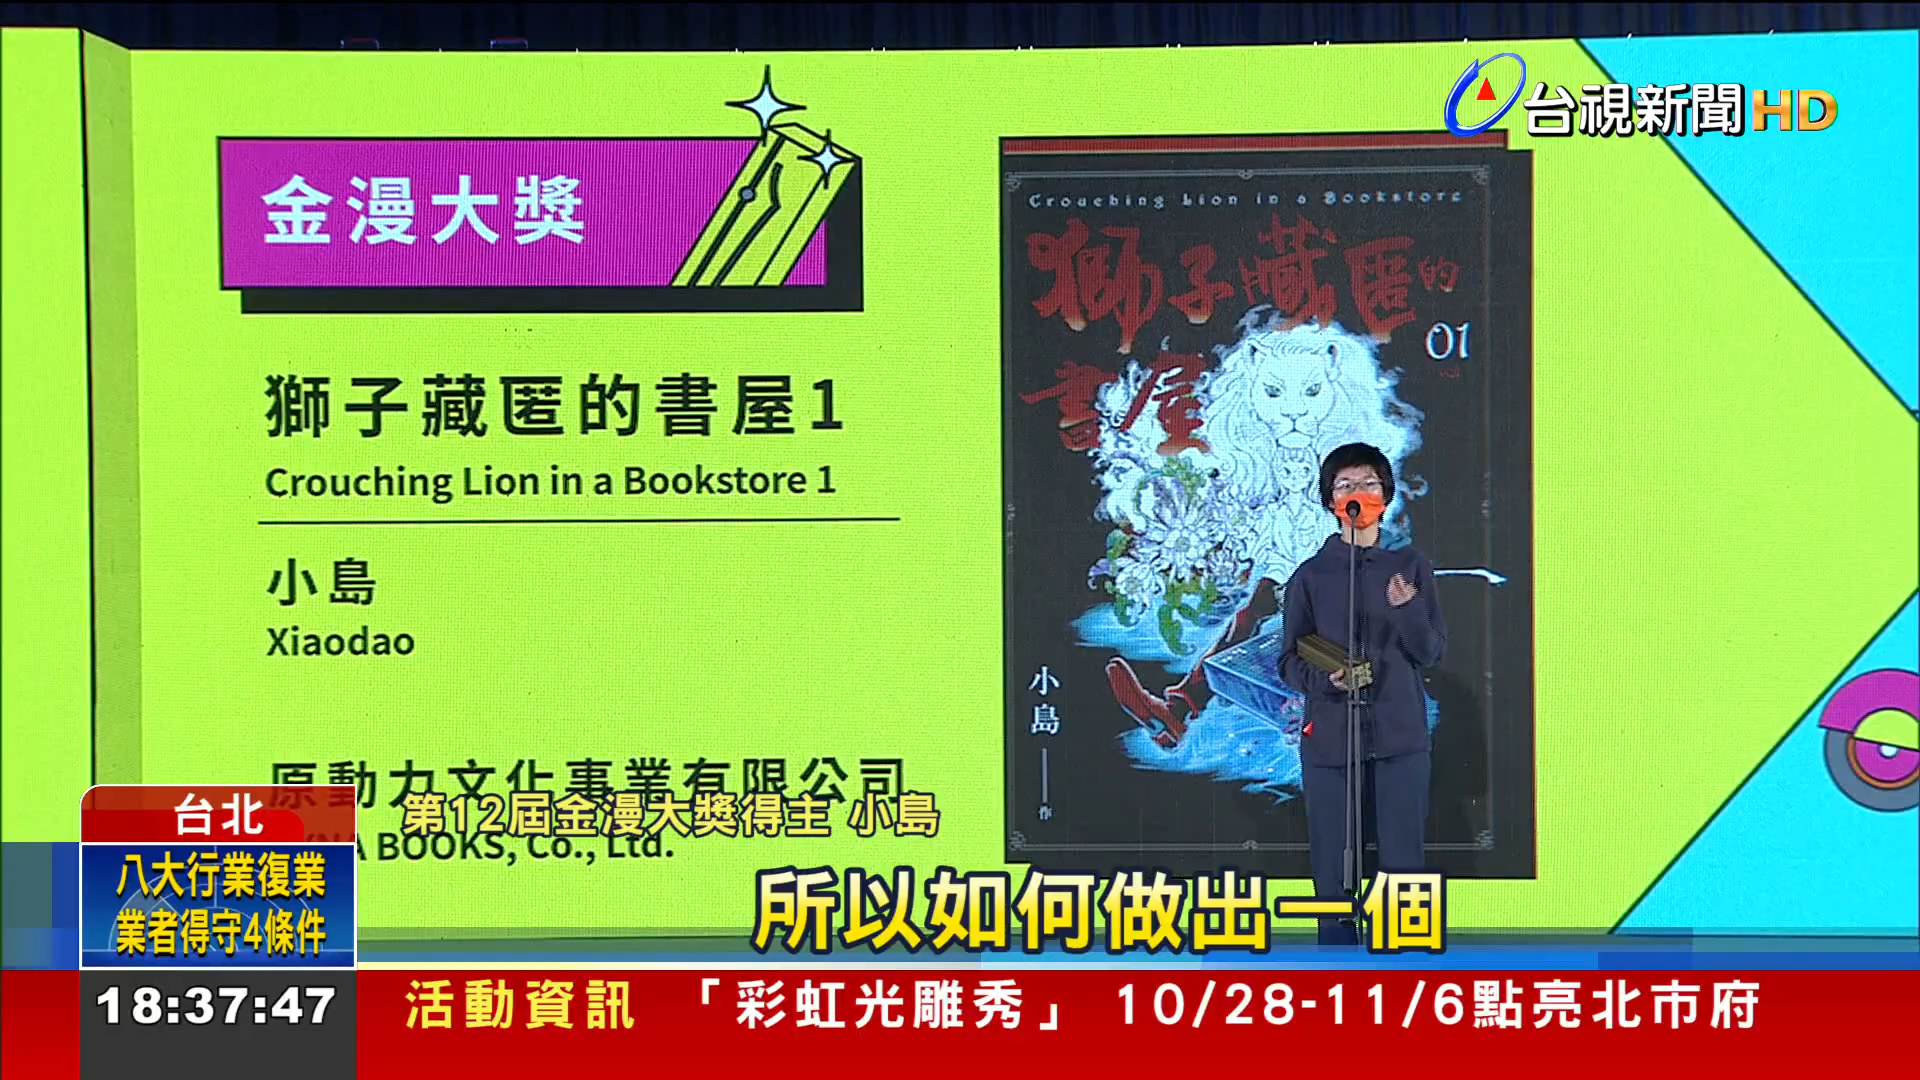 台視新聞HD
金漫大獎
獅子藏匿的書屋1
Crouching Lion in a Bookstore 1
小島
Xiaodao
原動力文化事業有限公司
BOOKS, Co., Ltd.
Crouching Lion in a Bookstore
獅子藏匿的
書屋
01
小島
作
台北
第12屆金漫大獎得主 小島
八大行業復業
業者得守4條件
所以如何做出一個
18:37:47
活動資訊 「彩虹光雕秀」 10/28-11/6點亮北市府